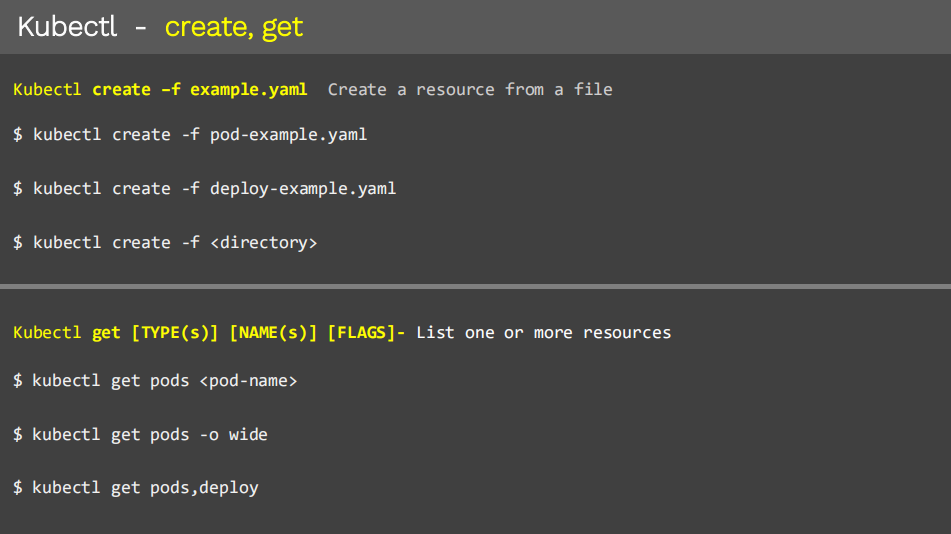 Kubectl - create, get
Kubectl create –f example.yaml Create a resource from a file
$ kubectl create -f pod-example.yaml
$ kubectl create -f deploy-example.yaml
$ kubectl create -f <directory>
Kubectl get [TYPE(s)] [NAME(s)] [FLAGS]- List one or more resources
$ kubectl get pods <pod-name>
$ kubectl get pods -o wide
$ kubectl get pods,deploy